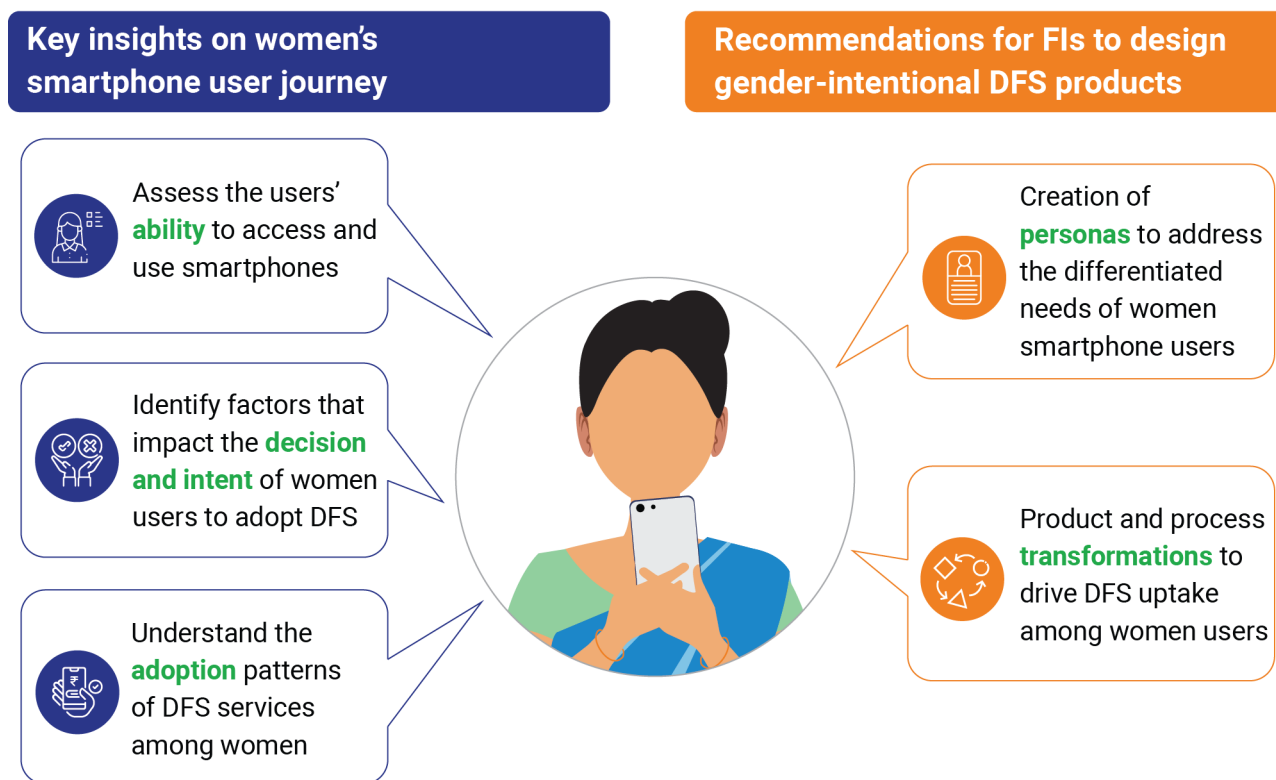 Key insights on women's
smartphone user journey
Assess the users'
ability to access and
use smartphones
Identify factors that
impact the decision
and intent of women
users to adopt DFS
₹
Understand the
adoption patterns
of DFS services
among women
Recommendations for FIs to design
gender-intentional DFS products
Creation of
personas to address
the differentiated
needs of women
smartphone users
Product and process
transformations to
drive DFS uptake
among women users